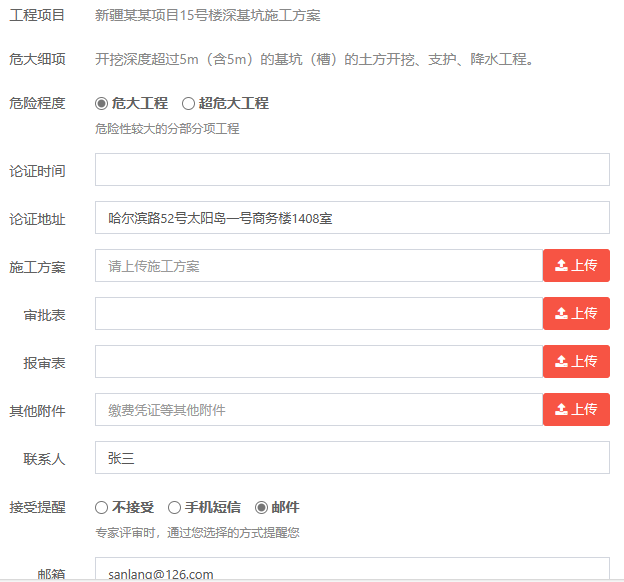 工程项目 新疆某某项目15号楼深基坑施工方案
危大细项 开挖深度超过5m（含5m）的基坑（槽）的土方开挖、支护、降水工程。
危险程度 危大工程 超危大工程
危险性较大的分部分项工程
论证时间
论证地址 哈尔滨路52号太阳岛一号商务楼1408室
施工方案 请上传施工方案 上传
审批表 上传
报审表 上传
其他附件 缴费凭证等其他附件 上传
联系人 张三
接受提醒 不接受 手机短信 邮件
专家评审时，通过您选择的方式提醒您
邮箱 sanlang@126.com